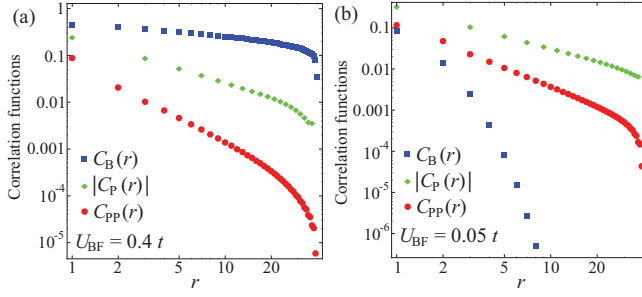 (a)
Correlation functions
1
0.1
0.01
0.001
10⁻⁴
10⁻⁵
C_B(r)
|C_P(r)|
C_PP(r)
U_BF = 0.4 t
1 2 5 10 20
r
(b)
Correlation functions
0.1
0.01
0.001
10⁻⁴
10⁻⁵
10⁻⁶
C_B(r)
|C_P(r)|
C_PP(r)
U_BF = 0.05 t
1 2 5 10 20
r